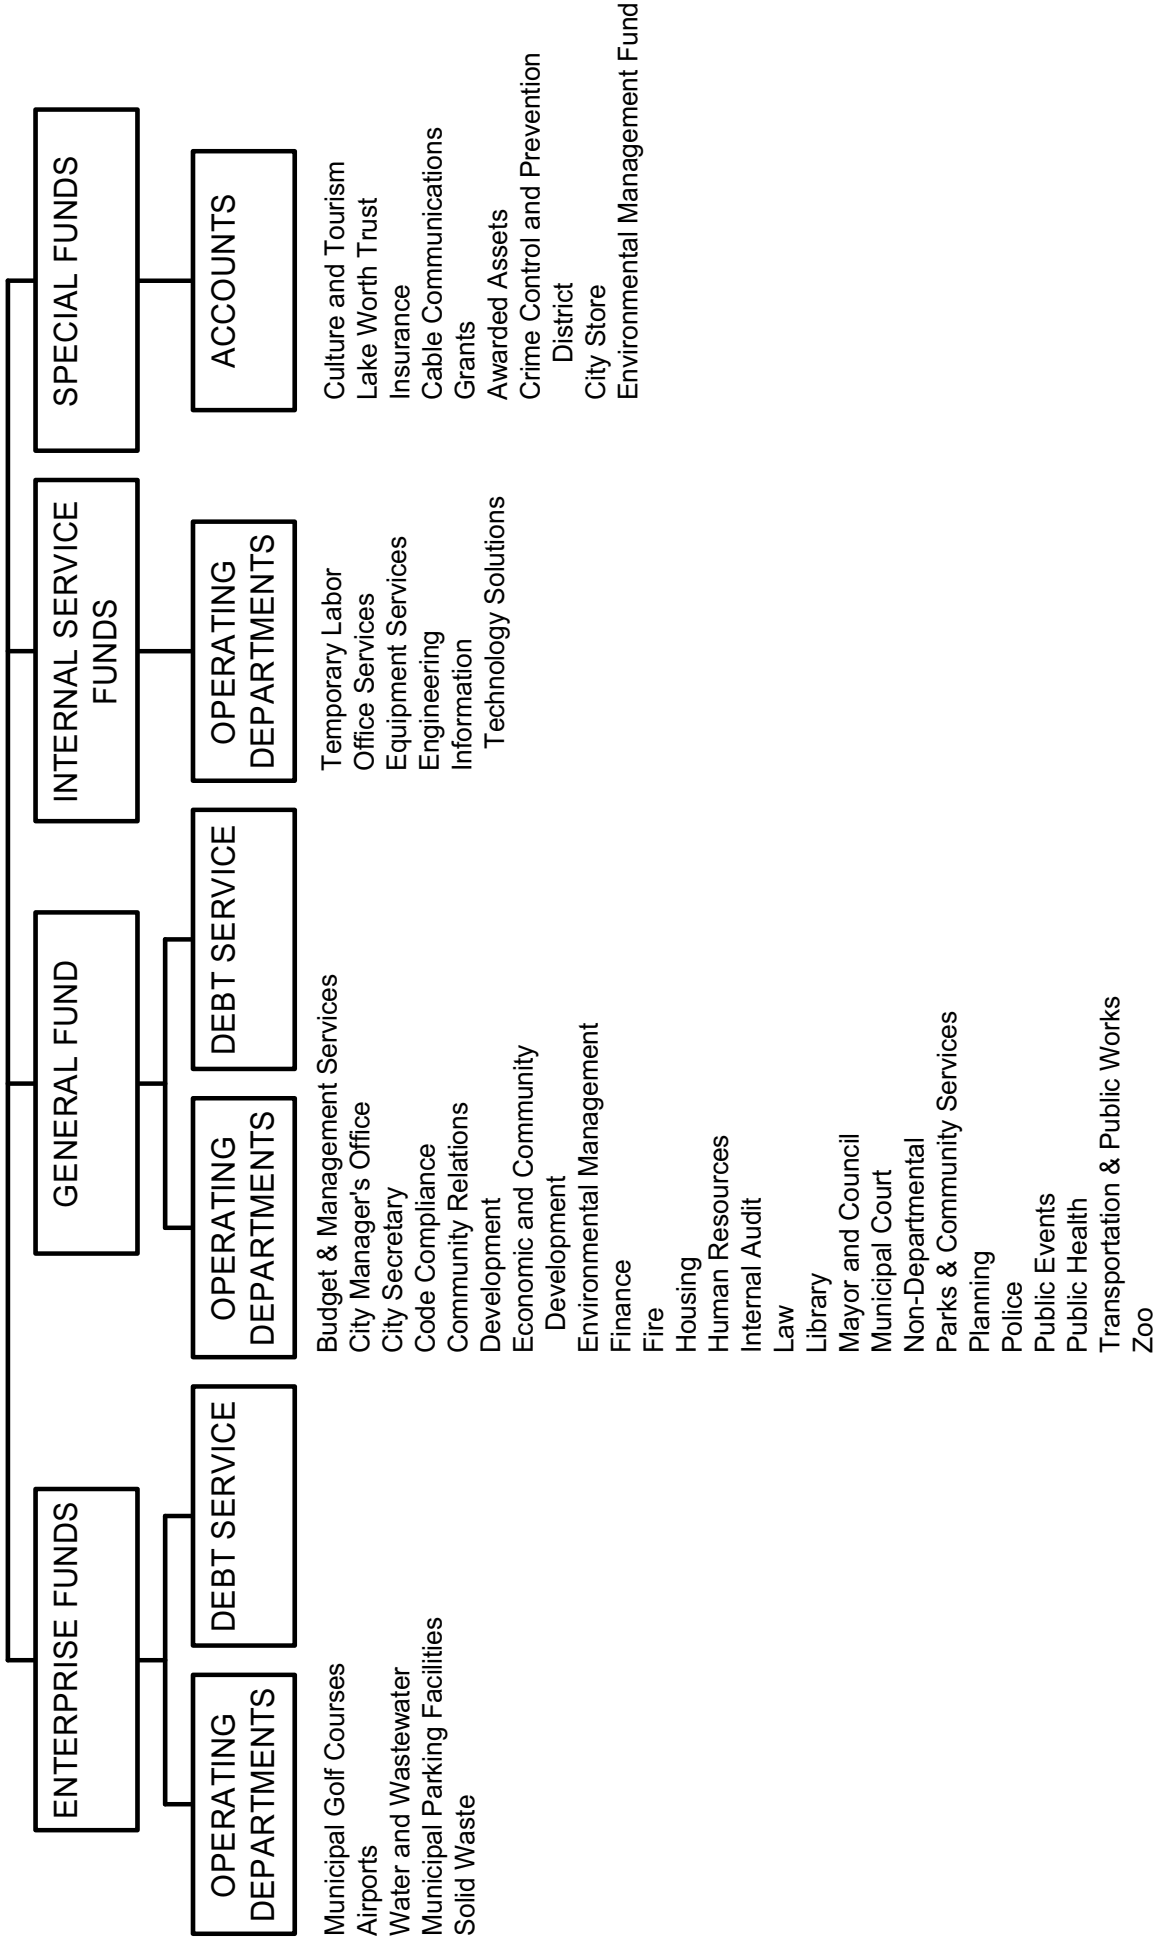 ENTERPRISE FUNDS
OPERATING
DEPARTMENTS
Municipal Golf Courses
Airports
Water and Wastewater
Municipal Parking Facilities
Solid Waste
DEBT SERVICE
GENERAL FUND
OPERATING
DEPARTMENTS
Budget & Management Services
City Manager's Office
City Secretary
Code Compliance
Community Relations
Development
Economic and Community
Development
Environmental Management
Finance
Fire
Housing
Human Resources
Internal Audit
Law
Library
Mayor and Council
Municipal Court
Non-Departmental
Parks & Community Services
Planning
Police
Public Events
Public Health
Transportation & Public Works
Zoo
DEBT SERVICE
INTERNAL SERVICE
FUNDS
OPERATING
DEPARTMENTS
Temporary Labor
Office Services
Equipment Services
Engineering
Information
Technology Solutions
SPECIAL FUNDS
ACCOUNTS
Culture and Tourism
Lake Worth Trust
Insurance
Cable Communications
Grants
Awarded Assets
Crime Control and Prevention
District
City Store
Environmental Management Fund